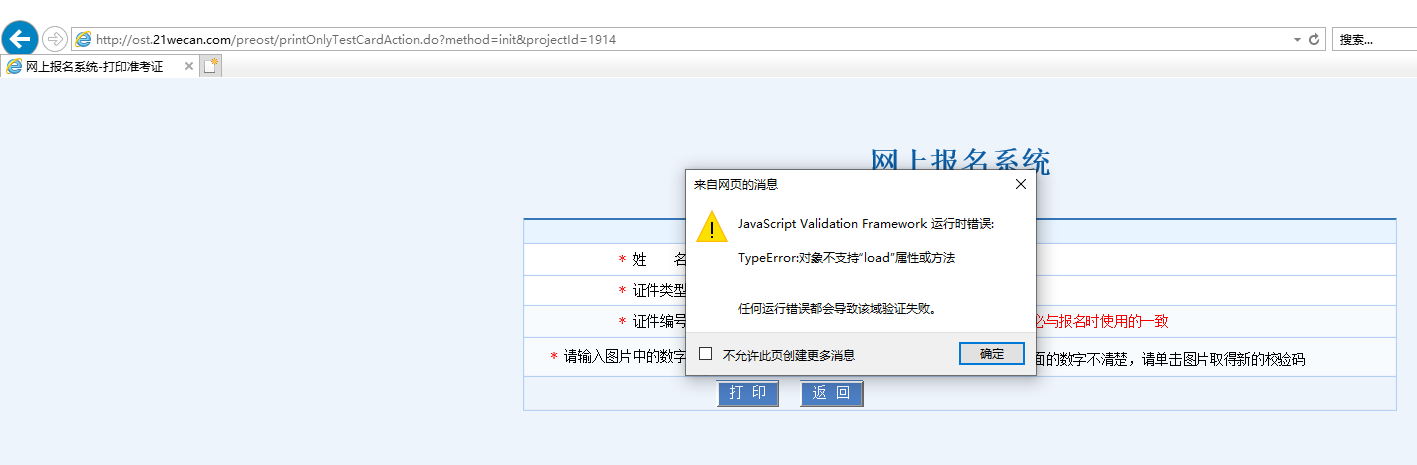 http://ost.21wecan.com/preost/printOnlyTestCardAction.do?method=init&projectId=1914
搜索...
网上报名系统-打印准考证
网上报名系统
来自网页的消息
JavaScript Validation Framework 运行时错误:
TypeError:对象不支持“load”属性或方法
任何运行错误都会导致该域验证失败。
不允许此页创建更多消息
确定
* 姓 名
* 证件类型
* 证件编号
必与报名时使用的一致
* 请输入图片中的数字
面的数字不清楚，请单击图片取得新的校验码
打 印
返 回